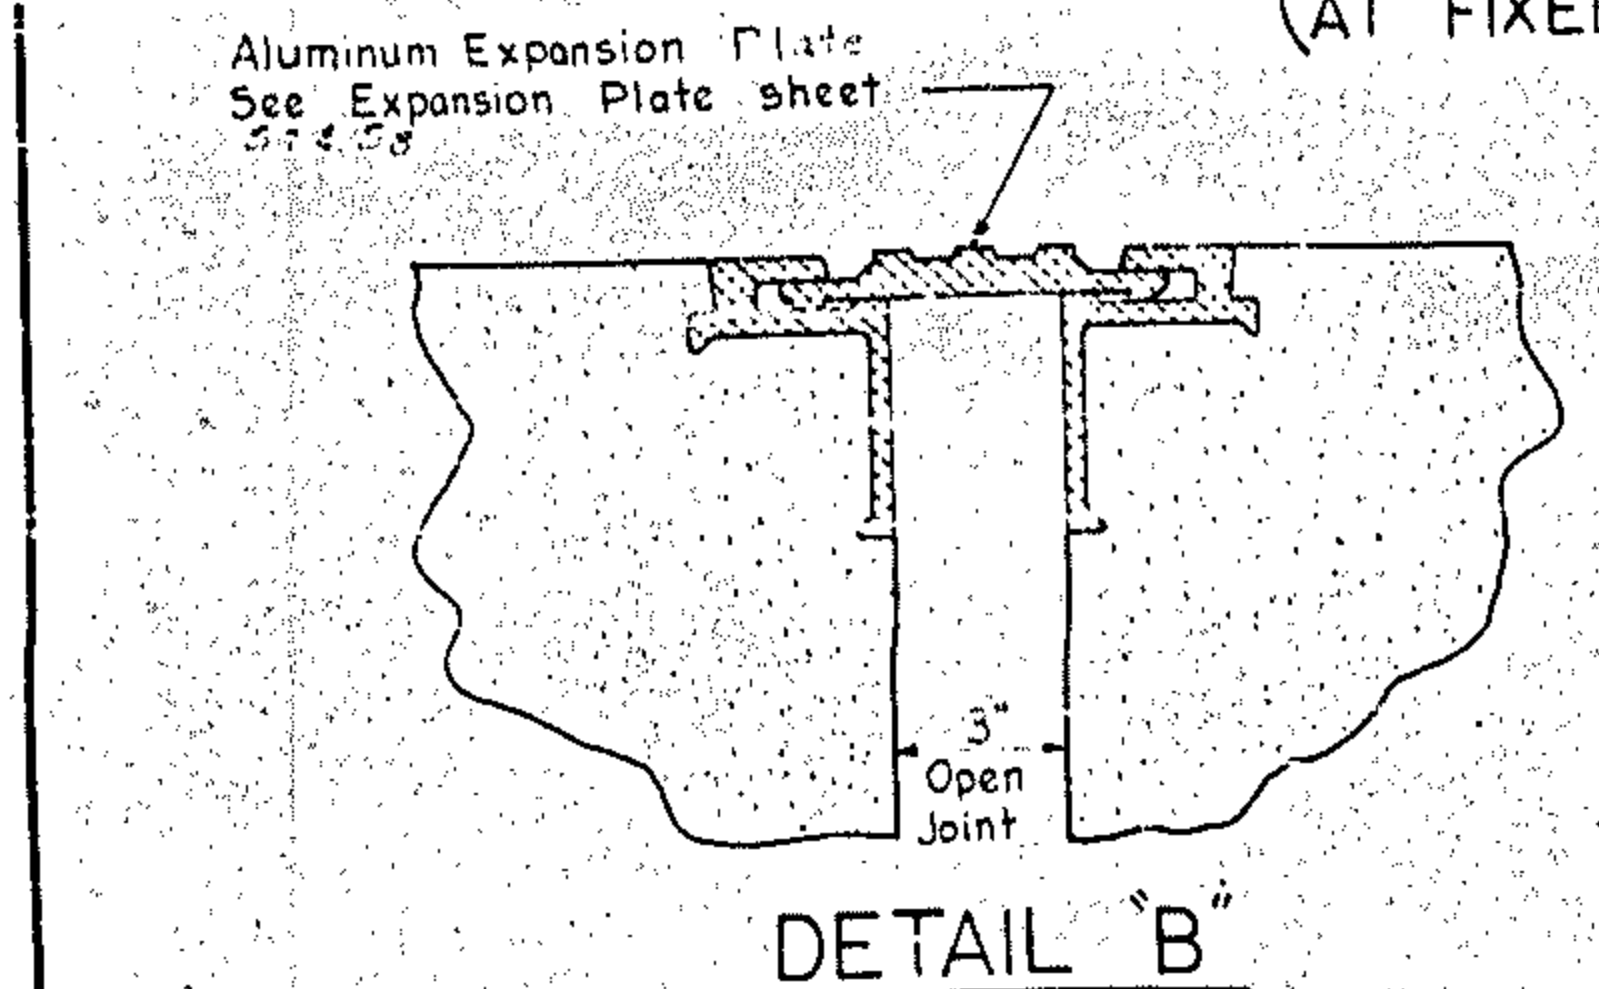 (AT FIXED
Aluminum Expansion Plate
See Expansion Plate sheet
3"
Open
Joint
DETAIL "B"